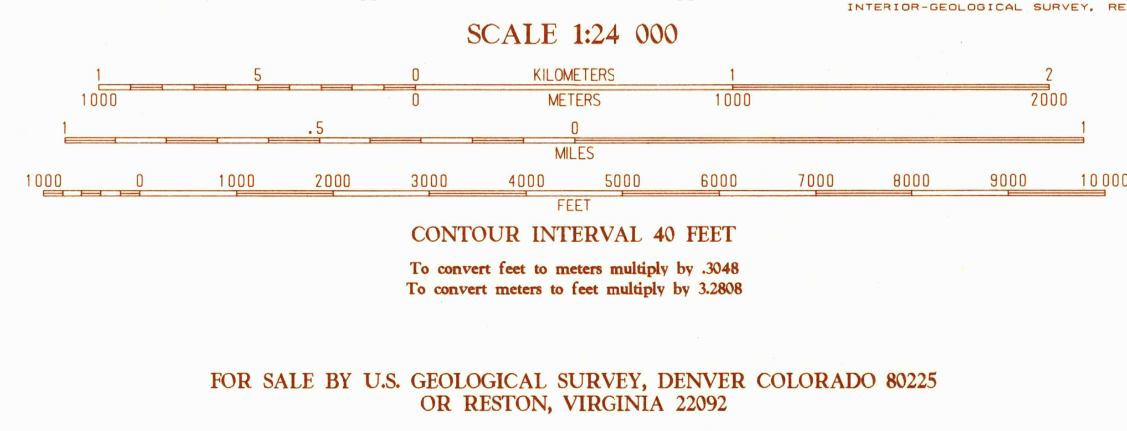 INTERIOR-GEOLOGICAL SURVEY, RE
SCALE 1:24 000
1 5 0 KILOMETERS 1 2
1000 0 METERS 1000 2000
1 .5 0 1
MILES
1000 0 1000 2000 3000 4000 5000 6000 7000 8000 9000 10 000
FEET
CONTOUR INTERVAL 40 FEET
To convert feet to meters multiply by .3048
To convert meters to feet multiply by 3.2808
FOR SALE BY U.S. GEOLOGICAL SURVEY, DENVER COLORADO 80225
OR RESTON, VIRGINIA 22092